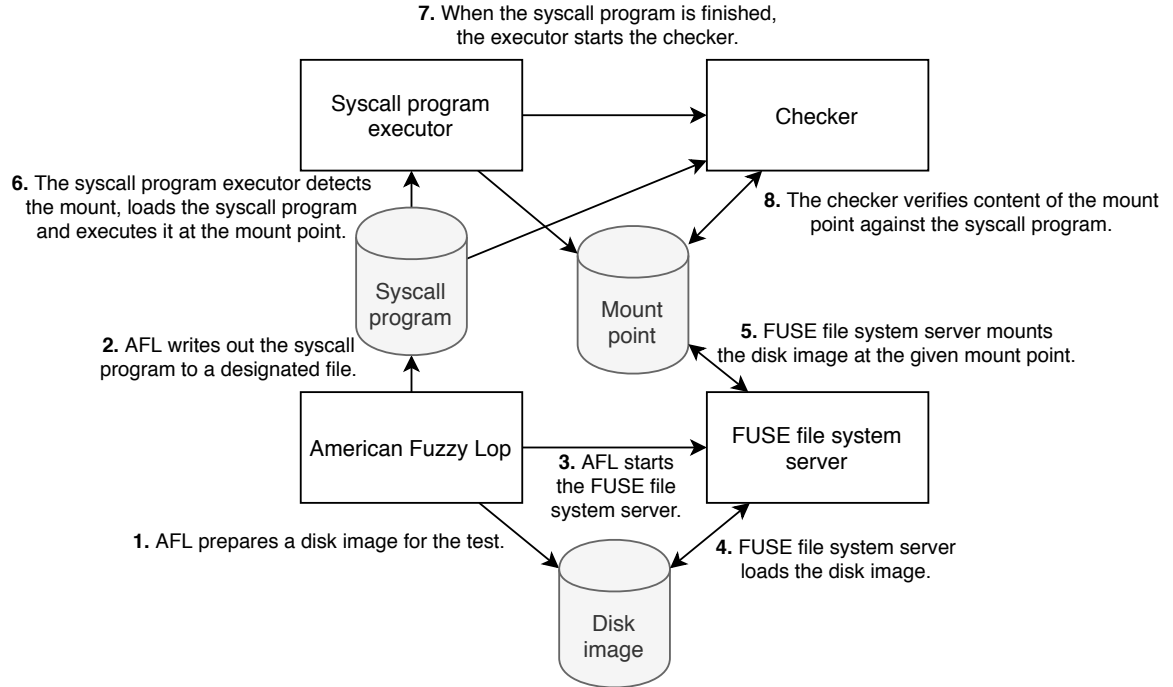 7. When the syscall program is finished,
the executor starts the checker.
Syscall program
executor
Checker
6. The syscall program executor detects
the mount, loads the syscall program
and executes it at the mount point.
8. The checker verifies content of the mount
point against the syscall program.
Syscall
program
Mount
point
2. AFL writes out the syscall
program to a designated file.
5. FUSE file system server mounts
the disk image at the given mount point.
American Fuzzy Lop
FUSE file system
server
3. AFL starts
the FUSE file
system server.
1. AFL prepares a disk image for the test.
4. FUSE file system server
loads the disk image.
Disk
image